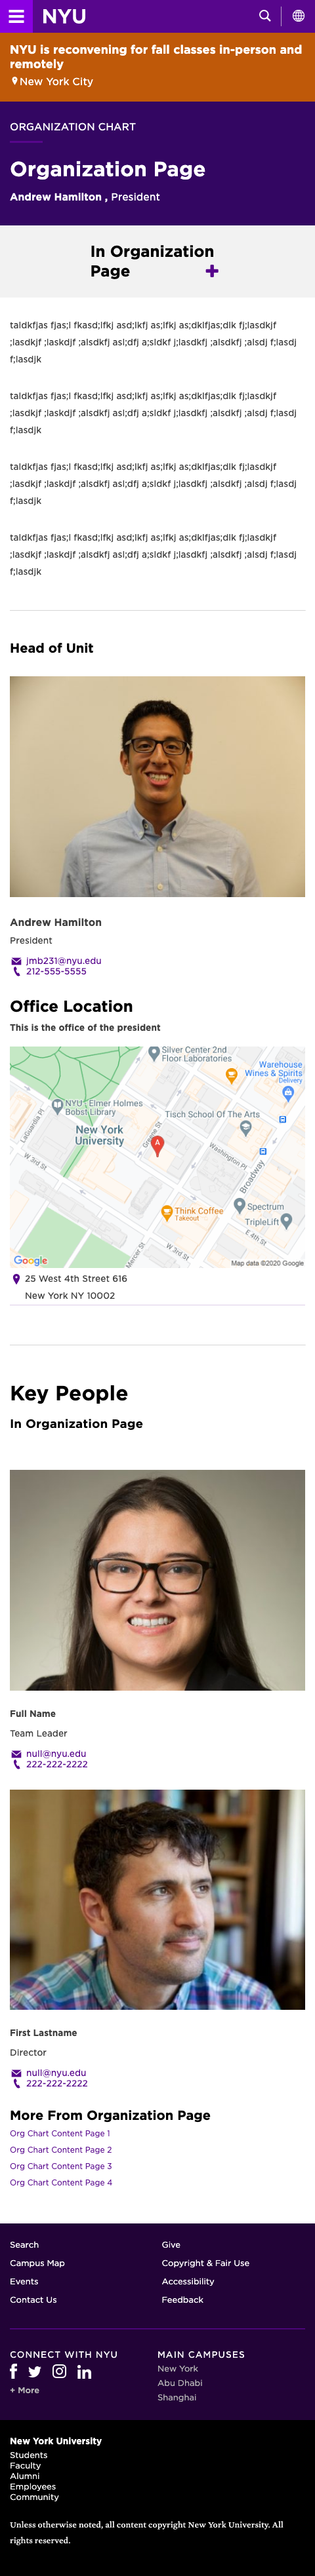 NYU
NYU is reconvening for fall classes in-person and
remotely
New York City
ORGANIZATION CHART
Organization Page
Andrew Hamilton , President
In Organization
Page
taldkfjas fjas;l fkasd;lfkj asd;lkfj as;lfkj as;dklfjas;dlk fj;lasdkjf
;lasdkjf ;laskdjf ;alsdkfj asl;dfj a;sldkf j;lasdkfj ;alsdkfj ;alsdj f;lasdj
f;lasdjk
taldkfjas fjas;l fkasd;lfkj asd;lkfj as;lfkj as;dklfjas;dlk fj;lasdkjf
;lasdkjf ;laskdjf ;alsdkfj asl;dfj a;sldkf j;lasdkfj ;alsdkfj ;alsdj f;lasdj
f;lasdjk
taldkfjas fjas;l fkasd;lfkj asd;lkfj as;lfkj as;dklfjas;dlk fj;lasdkjf
;lasdkjf ;laskdjf ;alsdkfj asl;dfj a;sldkf j;lasdkfj ;alsdkfj ;alsdj f;lasdj
f;lasdjk
taldkfjas fjas;l fkasd;lfkj asd;lkfj as;lfkj as;dklfjas;dlk fj;lasdkjf
;lasdkjf ;laskdjf ;alsdkfj asl;dfj a;sldkf j;lasdkfj ;alsdkfj ;alsdj f;lasdj
f;lasdjk
Head of Unit
Andrew Hamilton
President
jmb231@nyu.edu
212-555-5555
Office Location
This is the office of the president
Silver Center 2nd
Floor Laboratories
Warehouse
Wines & Spirits
Delivery
NYU - Elmer Holmes
Bobst Library
Tisch School Of The Arts
LaGuardia Pl
New York
University
Greene St
A
W 3rd St
Washington Pl
Broadway
Think Coffee
Takeout
Spectrum
TripleLift
Mercer St
W 3rd St
Google
Map data ©2020 Google
25 West 4th Street 616
New York NY 10002
Key People
In Organization Page
Full Name
Team Leader
null@nyu.edu
222-222-2222
First Lastname
Director
null@nyu.edu
222-222-2222
More From Organization Page
Org Chart Content Page 1
Org Chart Content Page 2
Org Chart Content Page 3
Org Chart Content Page 4
Search
Give
Campus Map
Copyright & Fair Use
Events
Accessibility
Contact Us
Feedback
CONNECT WITH NYU
MAIN CAMPUSES
New York
Abu Dhabi
+ More
Shanghai
New York University
Students
Faculty
Alumni
Employees
Community
Unless otherwise noted, all content copyright New York University. All
rights reserved.